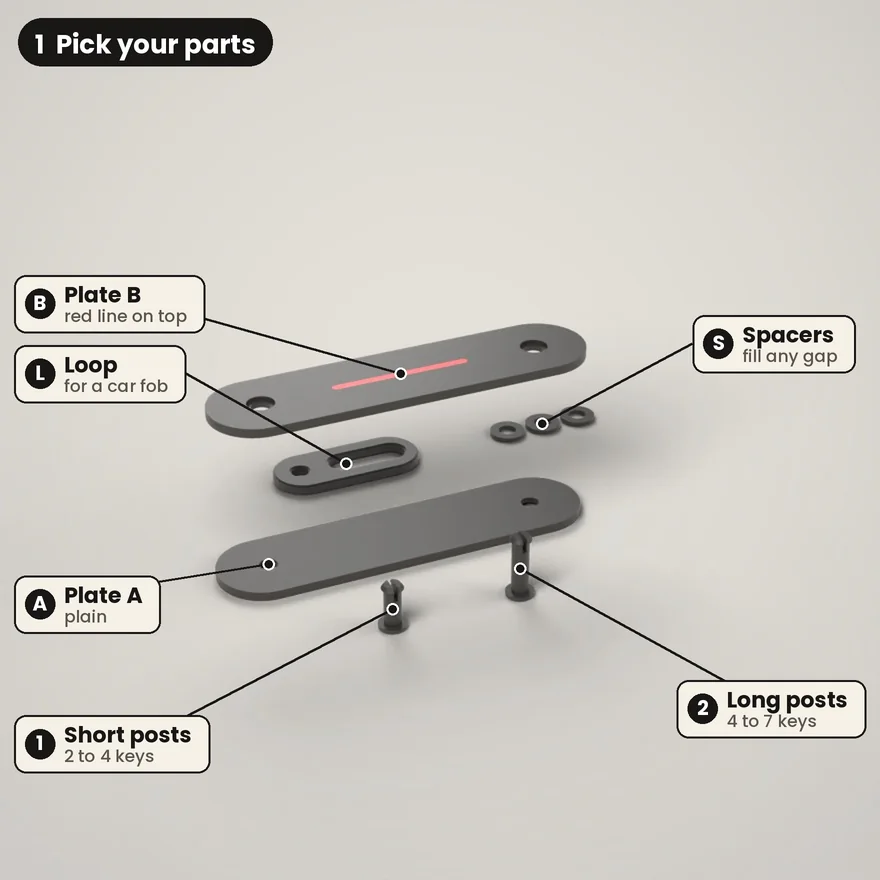 1 Pick your parts
B Plate B
red line on top
L Loop
for a car fob
S Spacers
fill any gap
A Plate A
plain
1 Short posts
2 to 4 keys
2 Long posts
4 to 7 keys